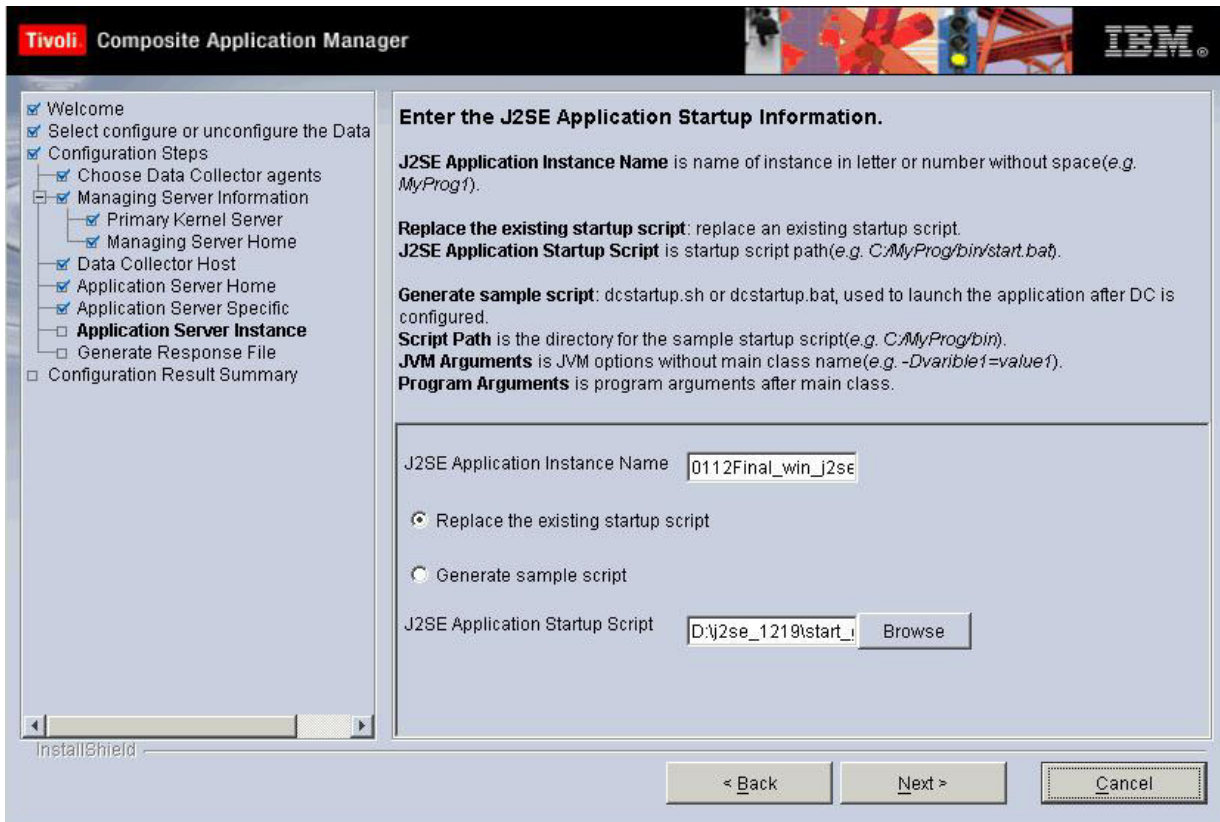 Tivoli. Composite Application Manager
IBM®
Welcome
Select configure or unconfigure the Data
Configuration Steps
Choose Data Collector agents
Managing Server Information
Primary Kernel Server
Managing Server Home
Data Collector Host
Application Server Home
Application Server Specific
Application Server Instance
Generate Response File
Configuration Result Summary
Enter the J2SE Application Startup Information.
J2SE Application Instance Name is name of instance in letter or number without space(e.g.
MyProg1).
Replace the existing startup script: replace an existing startup script.
J2SE Application Startup Script is startup script path(e.g. C:/MyProg/bin/start.bat).
Generate sample script: dcstartup.sh or dcstartup.bat, used to launch the application after DC is
configured.
Script Path is the directory for the sample startup script(e.g. C:/MyProg/bin).
JVM Arguments is JVM options without main class name(e.g. -Dvarible1=value1).
Program Arguments is program arguments after main class.
J2SE Application Instance Name 0112Final_win_j2se
Replace the existing startup script
Generate sample script
J2SE Application Startup Script D:\j2se_1219\start_ Browse
InstallShield
< Back Next > Cancel